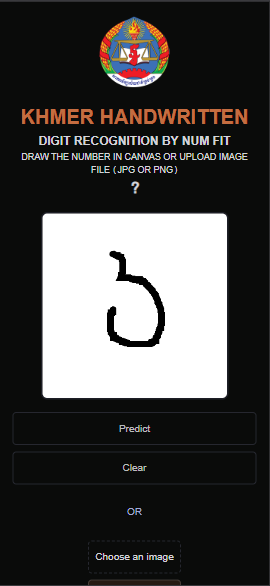 KHMER HANDWRITTEN
DIGIT RECOGNITION BY NUM FIT
DRAW THE NUMBER IN CANVAS OR UPLOAD IMAGE
FILE (JPG OR PNG)
?
៦
Predict
Clear
OR
Choose an image